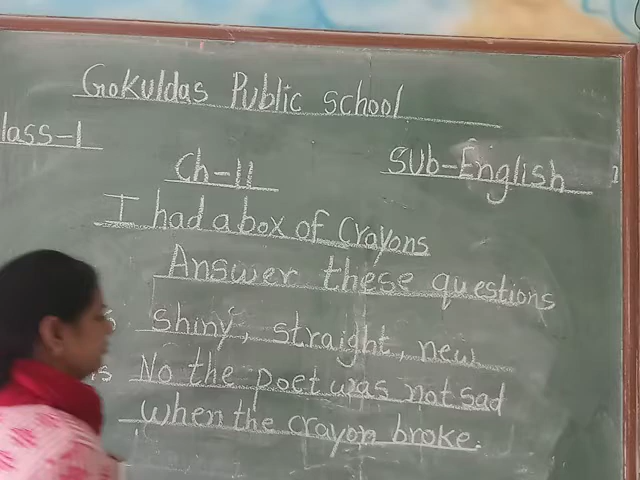 Gokuldas Public school
lass-1
Ch-11
Sub-English
I had a box of Crayons
Answer these questions
s shiny, straight, new
rs No the poet was not sad
when the crayon broke.